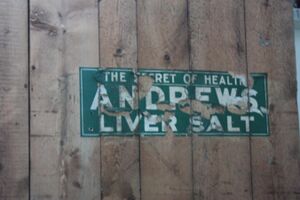 THE SECRET OF HEALTH
ANDREWS
LIVER SALT